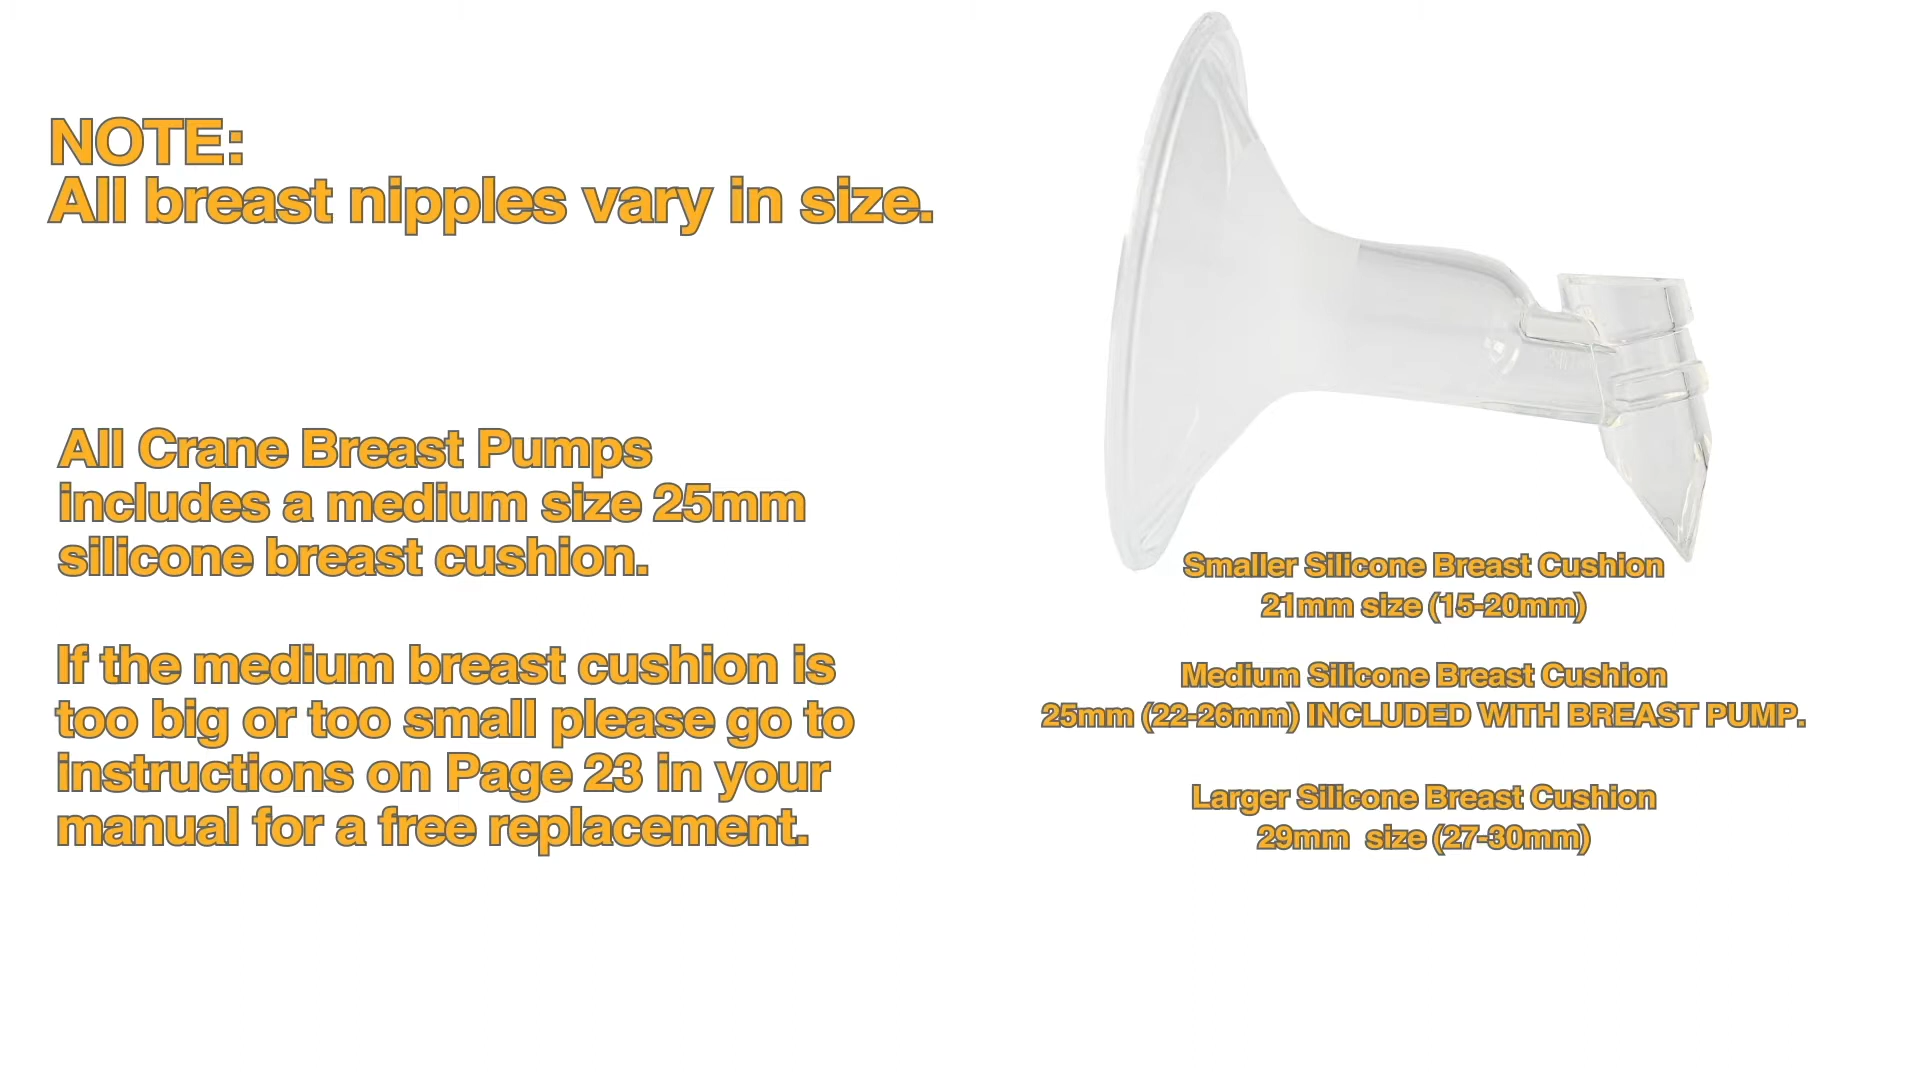 NOTE:
All breast nipples vary in size.
All Crane Breast Pumps
includes a medium size 25mm
silicone breast cushion.
If the medium breast cushion is
too big or too small please go to
instructions on Page 23 in your
manual for a free replacement.
Smaller Silicone Breast Cushion
21mm size (15-20mm)
Medium Silicone Breast Cushion
25mm (22-26mm) INCLUDED WITH BREAST PUMP.
Larger Silicone Breast Cushion
29mm  size (27-30mm)